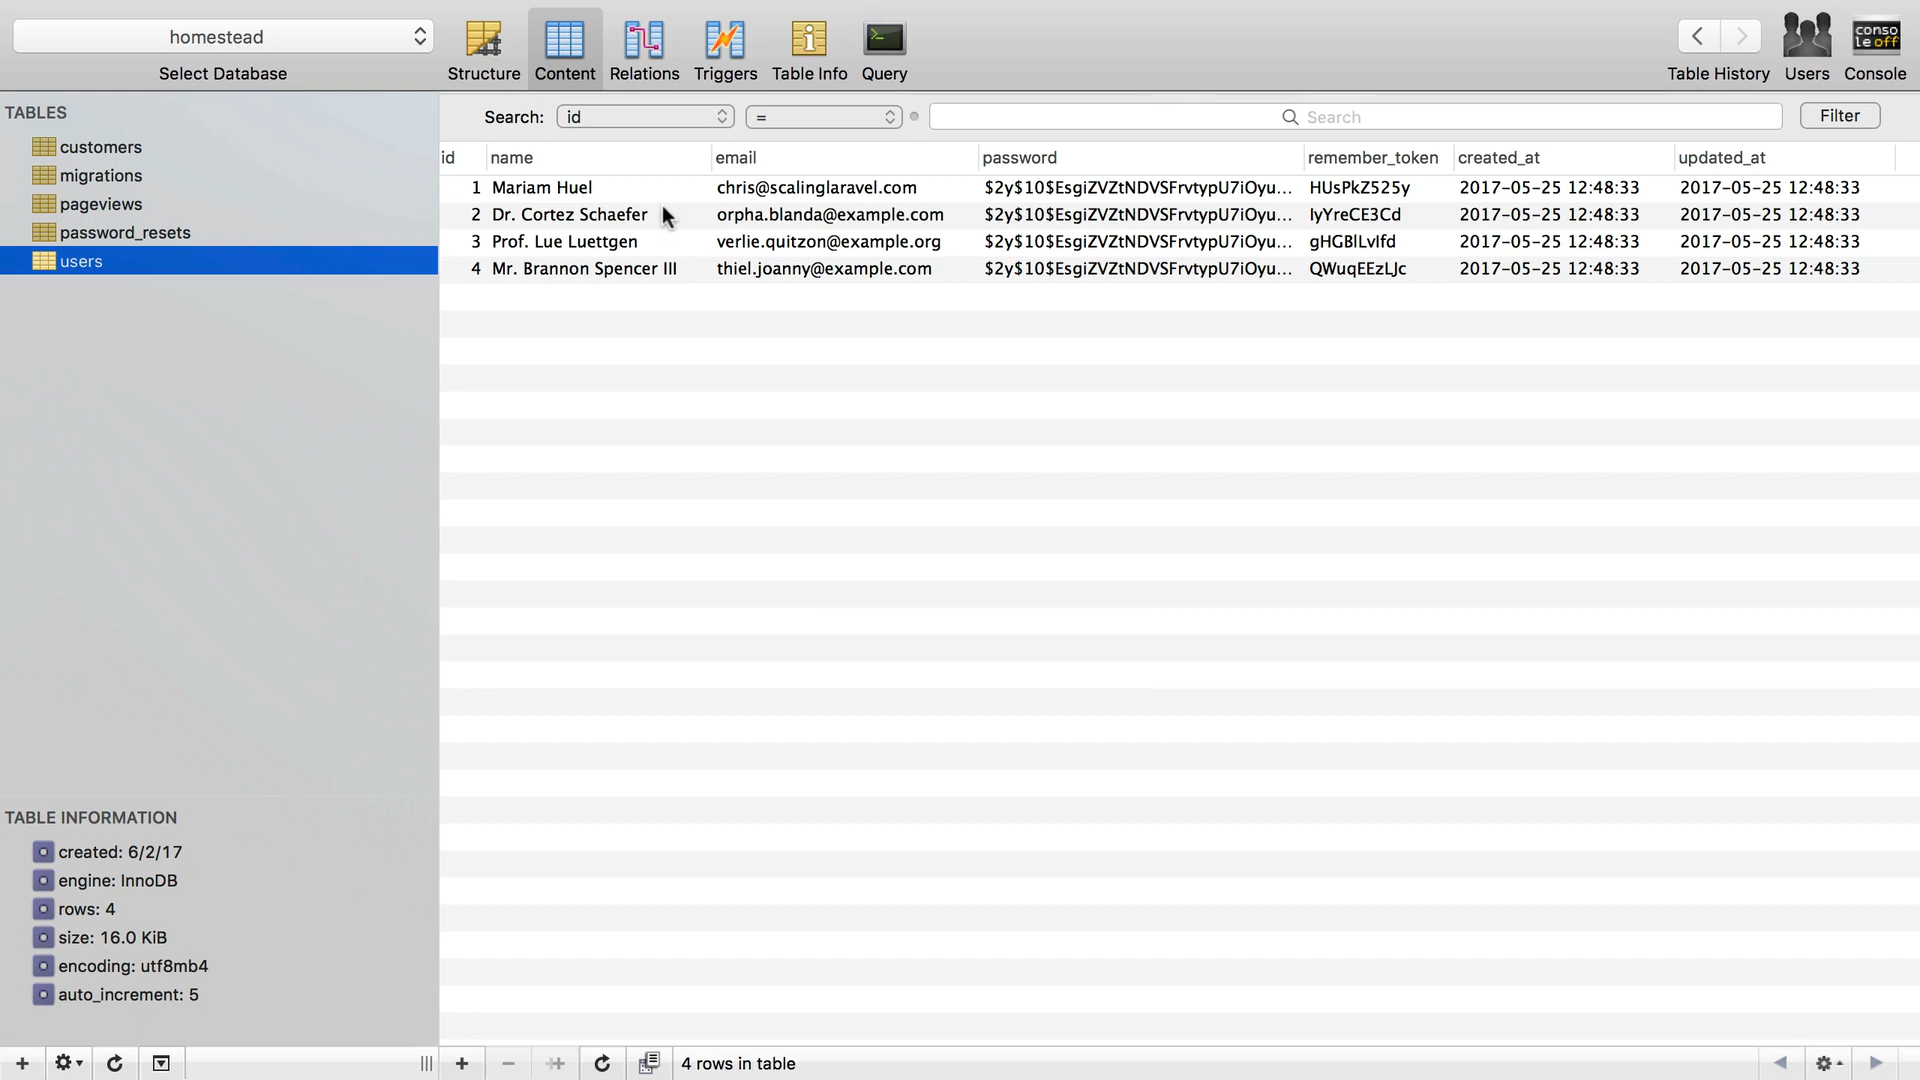 homestead
Select Database
Structure Content Relations Triggers Table Info Query
Table History Users Console
conso
le off
TABLES
customers
migrations
pageviews
password_resets
users
Search: id = Search Filter
id name email password remember_token created_at updated_at
1 Mariam Huel chris@scalinglaravel.com $2y$10$EsgiZVZtNDVSFrvtypU7iOyu... HUsPkZ525y 2017-05-25 12:48:33 2017-05-25 12:48:33
2 Dr. Cortez Schaefer orpha.blanda@example.com $2y$10$EsgiZVZtNDVSFrvtypU7iOyu... IyYreCE3Cd 2017-05-25 12:48:33 2017-05-25 12:48:33
3 Prof. Lue Luettgen verlie.quitzon@example.org $2y$10$EsgiZVZtNDVSFrvtypU7iOyu... gHGBlLvIfd 2017-05-25 12:48:33 2017-05-25 12:48:33
4 Mr. Brannon Spencer III thiel.joanny@example.com $2y$10$EsgiZVZtNDVSFrvtypU7iOyu... QWuqEEzLJc 2017-05-25 12:48:33 2017-05-25 12:48:33
TABLE INFORMATION
created: 6/2/17
engine: InnoDB
rows: 4
size: 16.0 KiB
encoding: utf8mb4
auto_increment: 5
4 rows in table